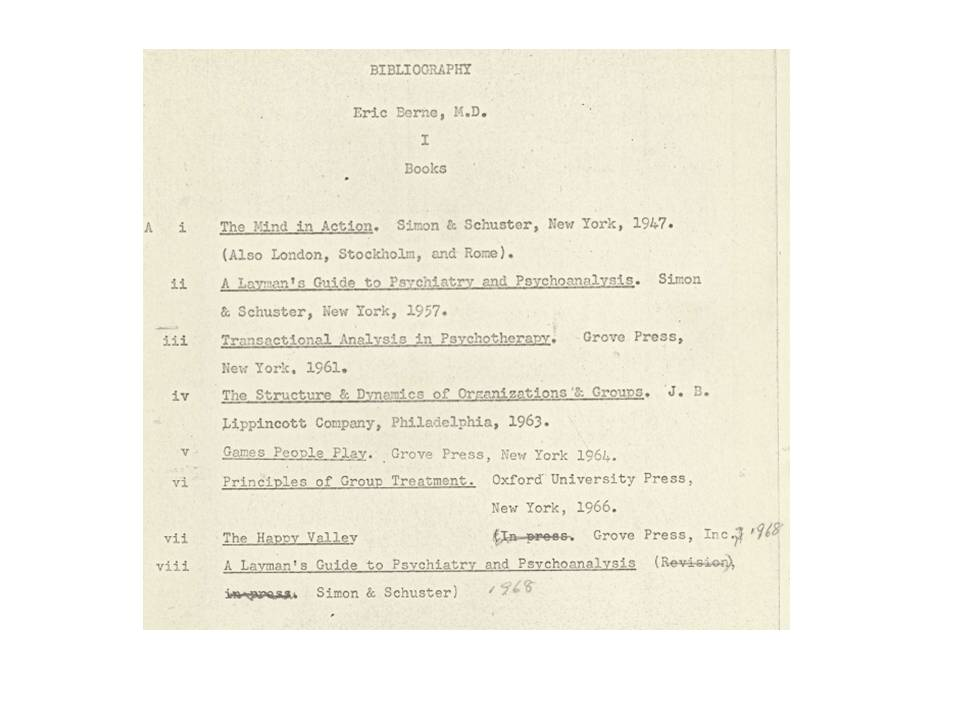 BIBLIOGRAPHY
Eric Berne, M.D.
I
Books
A i The Mind in Action. Simon & Schuster, New York, 1947.
(Also London, Stockholm, and Rome).
ii A Layman's Guide to Psychiatry and Psychoanalysis. Simon
& Schuster, New York, 1957.
iii Transactional Analysis in Psychotherapy. Grove Press,
New York. 1961.
iv The Structure & Dynamics of Organizations & Groups. J. B.
Lippincott Company, Philadelphia, 1963.
v Games People Play. Grove Press, New York 1964.
vi Principles of Group Treatment. Oxford University Press,
New York, 1966.
vii The Happy Valley (In press. Grove Press, Inc.) 1968
viii A Layman's Guide to Psychiatry and Psychoanalysis (Revision),
in press. Simon & Schuster) 1968